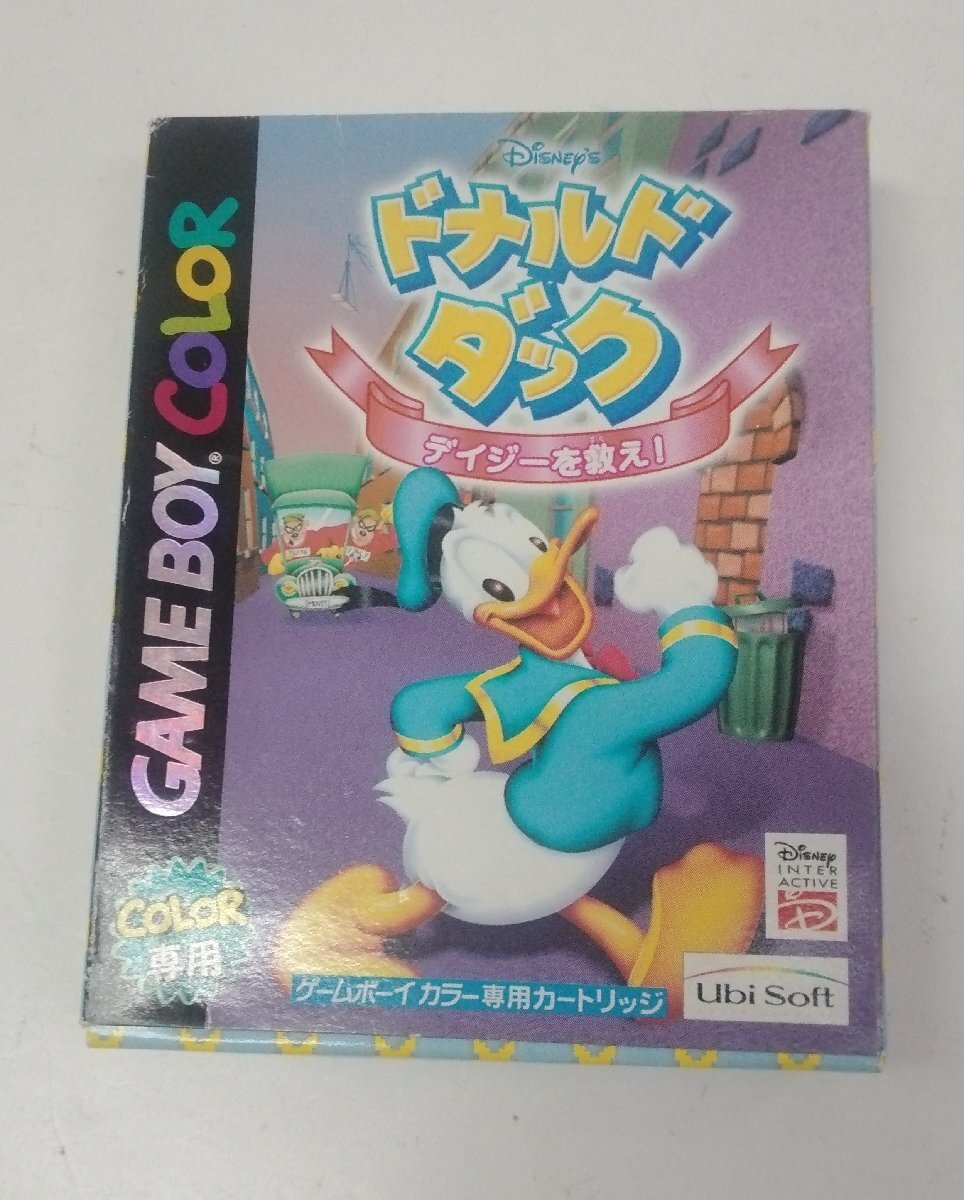 GAME BOY COLOR
COLOR
専用
Disney's
ドナルド
ダック
デイジーを救え!
すく
Disney
INTER
ACTIVE
ゲームボーイ カラー専用カートリッジ
Ubi Soft